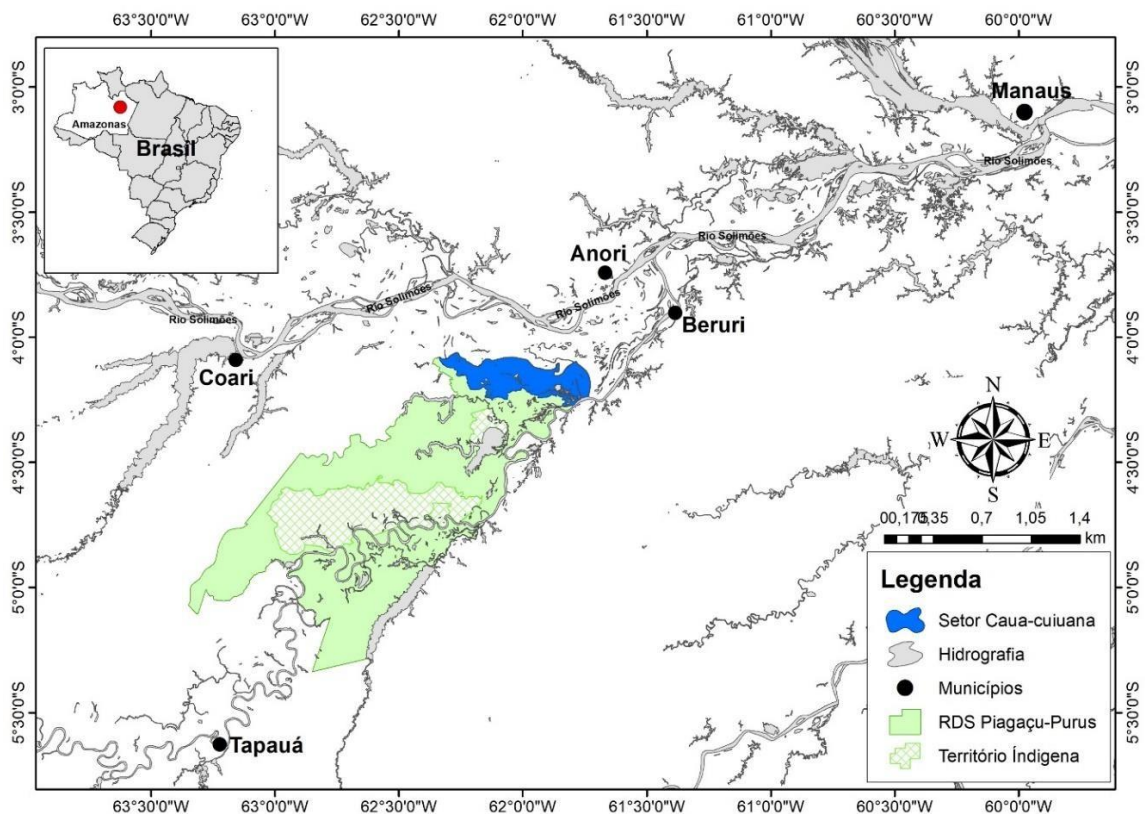 63°30'0"W 63°0'0"W 62°30'0"W 62°0'0"W 61°30'0"W 61°0'0"W 60°30'0"W 60°0'0"W
3°0'0"S
3°30'0"S
4°0'0"S
4°30'0"S
5°0'0"S
5°30'0"S
Amazonas
Brasil
Manaus
Rio Solimões
Rio Solimões
Anori
Rio Solimões
Rio Solimões
Rio Solimões
Beruri
Coari
Tapauá
N
W E
S
0 0,175 0,35 0,7 1,05 1,4
km
Legenda
Setor Caua-cuiuana
Hidrografia
Municípios
RDS Piagaçu-Purus
Território Índigena
3°0'0"S
3°30'0"S
4°0'0"S
4°30'0"S
5°0'0"S
5°30'0"S
63°30'0"W 63°0'0"W 62°30'0"W 62°0'0"W 61°30'0"W 61°0'0"W 60°30'0"W 60°0'0"W